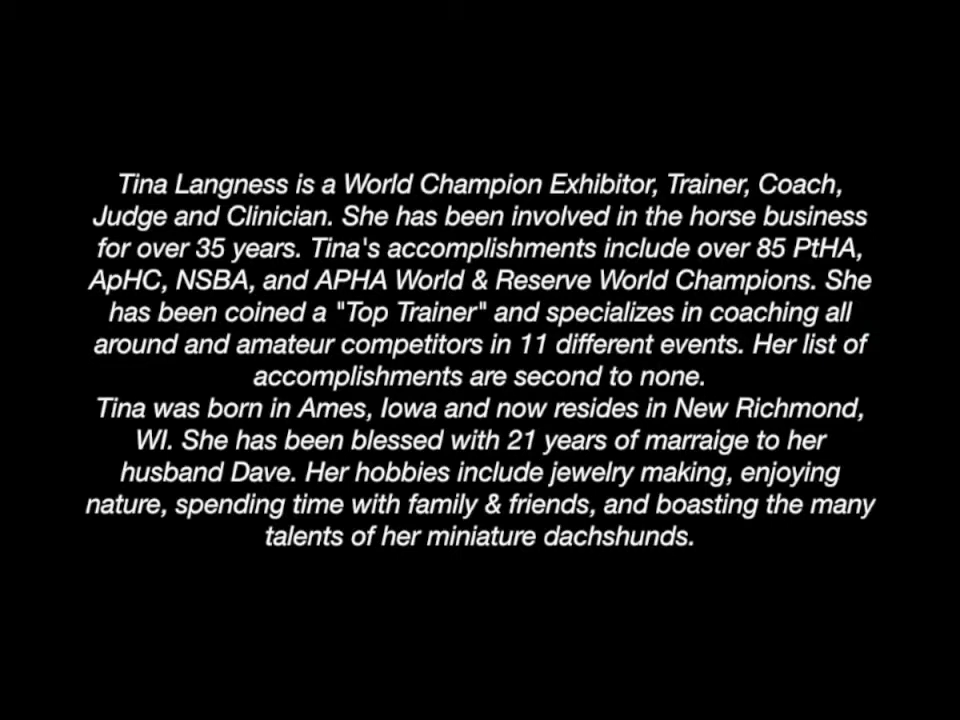 Tina Langness is a World Champion Exhibitor, Trainer, Coach,
Judge and Clinician. She has been involved in the horse business
for over 35 years. Tina's accomplishments include over 85 PtHA,
ApHC, NSBA, and APHA World & Reserve World Champions. She
has been coined a "Top Trainer" and specializes in coaching all
around and amateur competitors in 11 different events. Her list of
accomplishments are second to none.
Tina was born in Ames, Iowa and now resides in New Richmond,
WI. She has been blessed with 21 years of marraige to her
husband Dave. Her hobbies include jewelry making, enjoying
nature, spending time with family & friends, and boasting the many
talents of her miniature dachshunds.